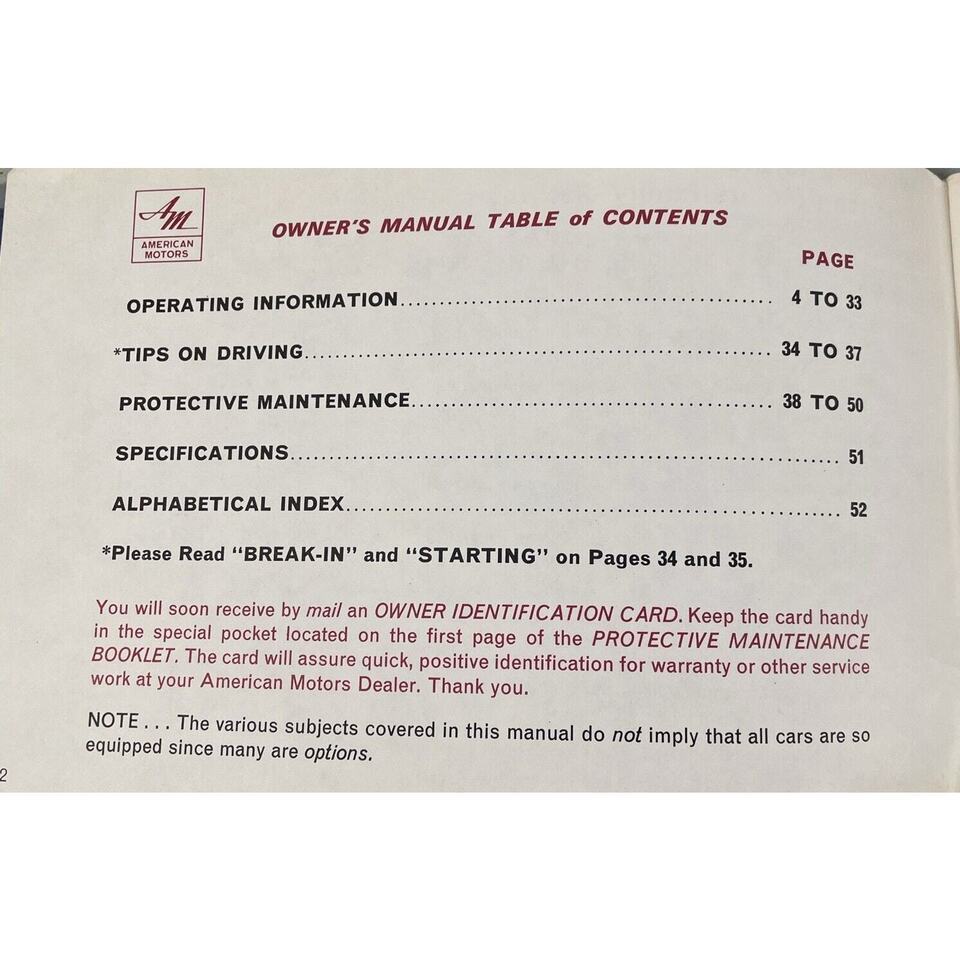 AM
AMERICAN
MOTORS
OWNER'S MANUAL TABLE of CONTENTS
PAGE
OPERATING INFORMATION........................................... 4 TO 33
*TIPS ON DRIVING...................................................... 34 TO 37
PROTECTIVE MAINTENANCE.......................................... 38 TO 50
SPECIFICATIONS................................................................ 51
ALPHABETICAL INDEX......................................................... 52
*Please Read "BREAK-IN" and "STARTING" on Pages 34 and 35.
You will soon receive by mail an OWNER IDENTIFICATION CARD. Keep the card handy
in the special pocket located on the first page of the PROTECTIVE MAINTENANCE
BOOKLET. The card will assure quick, positive identification for warranty or other service
work at your American Motors Dealer. Thank you.
NOTE . . . The various subjects covered in this manual do not imply that all cars are so
equipped since many are options.
2